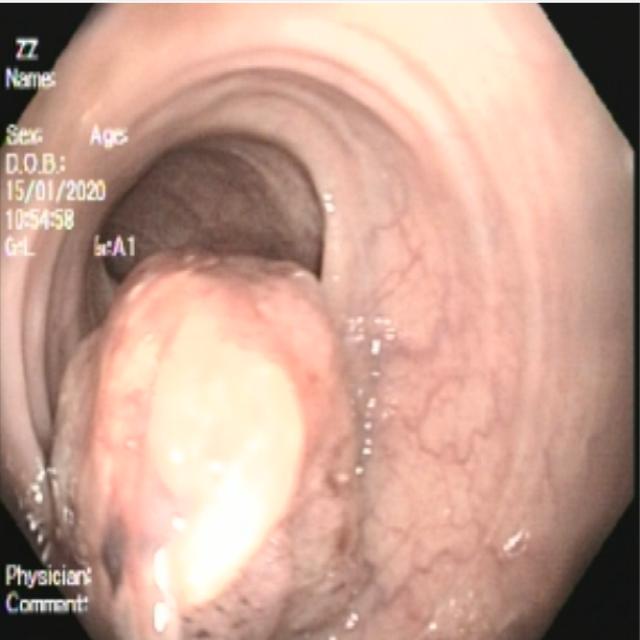 ZZ
Name:
Sex: Age:
D.O.B.:
15/01/2020
10:54:58
Physician:
Comment: